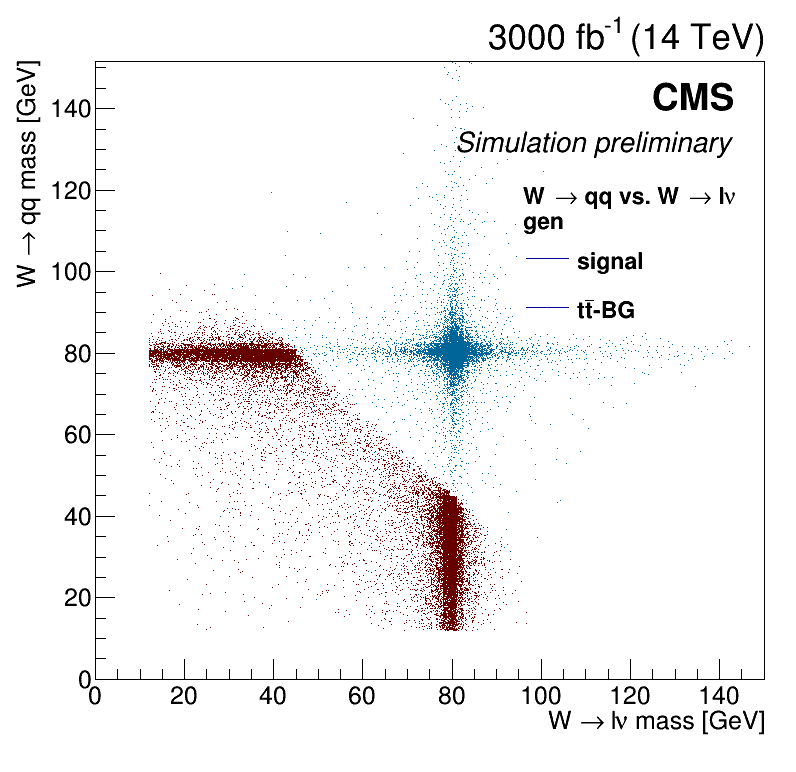 3000 fb⁻¹ (14 TeV)
W → qq mass [GeV]
CMS
Simulation preliminary
W → qq vs. W → lν
gen
signal
tt̄-BG
140
120
100
80
60
40
20
0
0 20 40 60 80 100 120 140
W → lν mass [GeV]